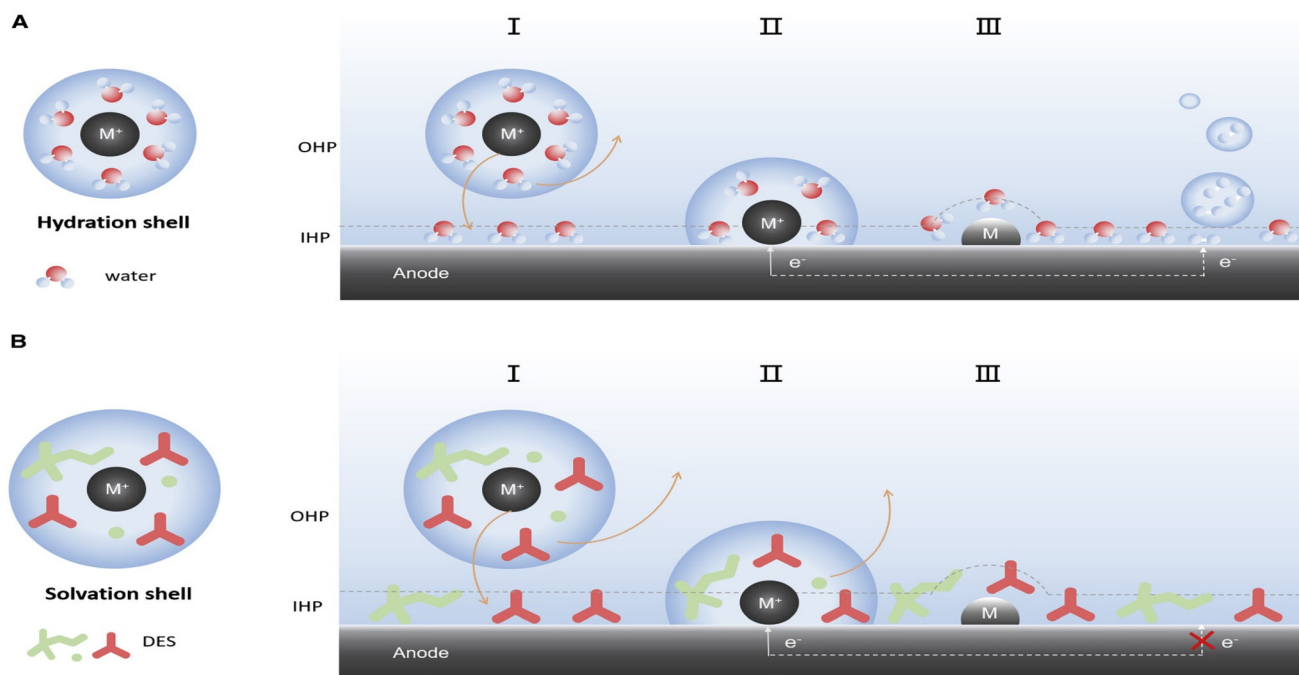 A
I II III
M⁺
M⁺
OHP
Hydration shell
IHP
M⁺
M
water
Anode
e⁻
e⁻
B
I II III
M⁺
M⁺
OHP
Solvation shell
IHP
M⁺
M
DES
Anode
e⁻
e⁻